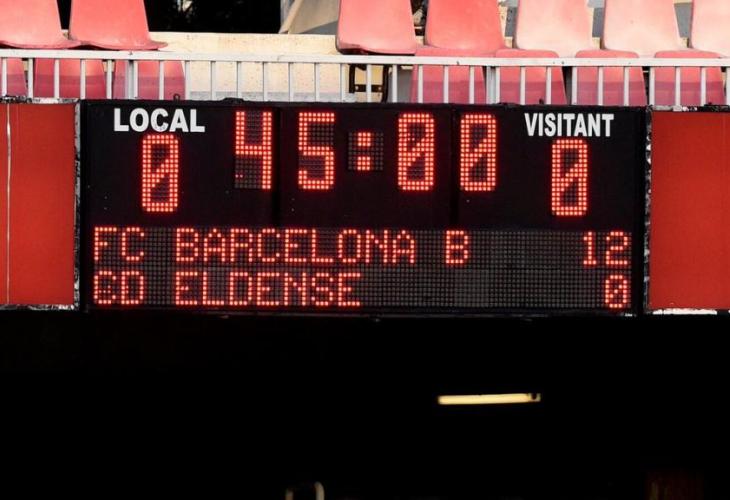 LOCAL 45:00 VISITANT
0 0
FC BARCELONA B 12
CD ELDENSE 0